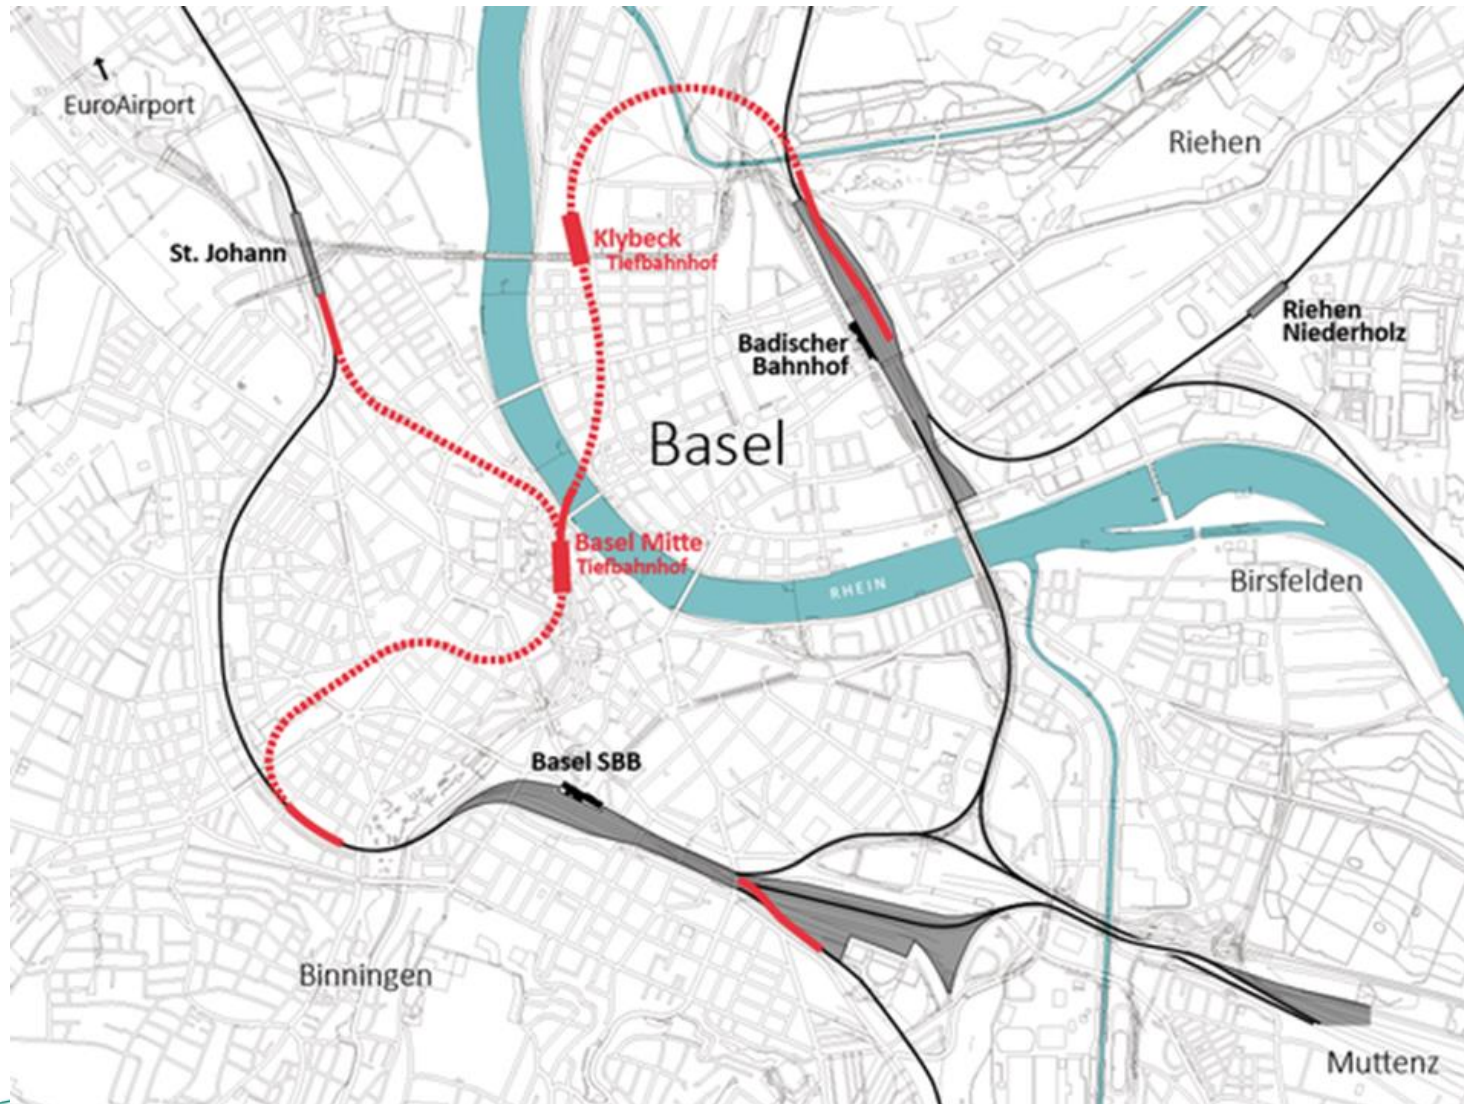 EuroAirport
Riehen
St. Johann
Klybeck
Tiefbahnhof
Riehen
Niederholz
Badischer
Bahnhof
Basel
Basel Mitte
Tiefbahnhof
RHEIN
Birsfelden
Basel SBB
Binningen
Muttenz